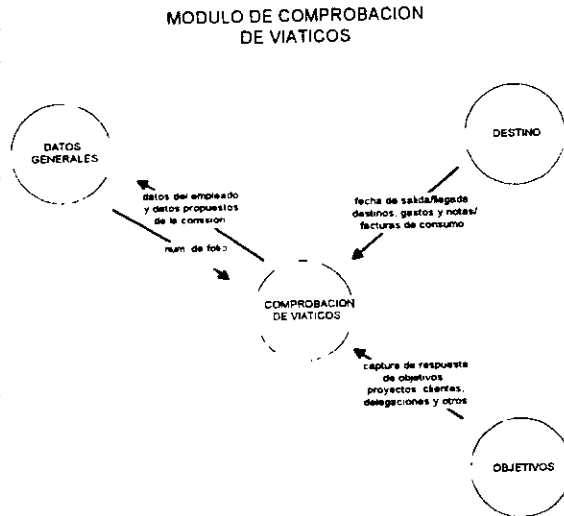 MODULO DE COMPROBACION
DE VIATICOS
DATOS
GENERALES
DESTINO
datos del empleado
y datos propuestos
de la comision
num. de folio
fecha de salida/llegada
destinos, gastos y notas/
facturas de consumo
COMPROBACION
DE VIATICOS
captura de respuesta
de objetivos
proyectos, clientes,
delegaciones y otros
OBJETIVOS